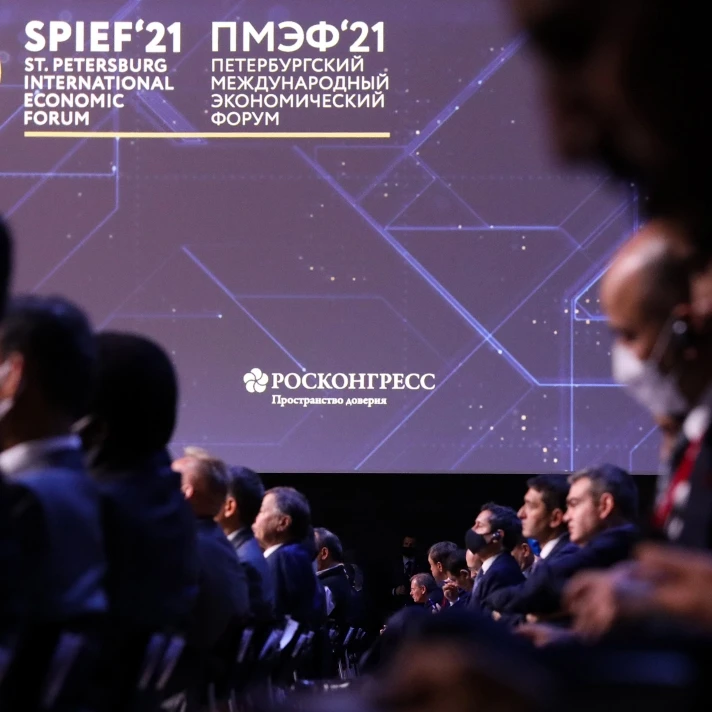 SPIEF‘21
ST. PETERSBURG
INTERNATIONAL
ECONOMIC
FORUM
ПМЭФ‘21
ПЕТЕРБУРГСКИЙ
МЕЖДУНАРОДНЫЙ
ЭКОНОМИЧЕСКИЙ
ФОРУМ
РОСКОНГРЕСС
Пространство доверия